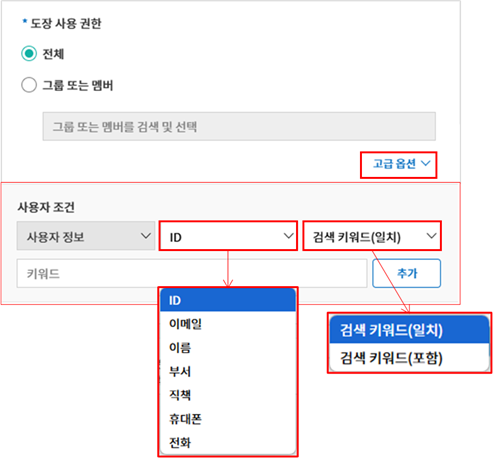 * 도장 사용 권한
전체
그룹 또는 멤버
그룹 또는 멤버를 검색 및 선택
고급 옵션
사용자 조건
사용자 정보 ID 검색 키워드(일치)
키워드 추가
ID
이메일
이름
부서
직책
휴대폰
전화
검색 키워드(일치)
검색 키워드(포함)